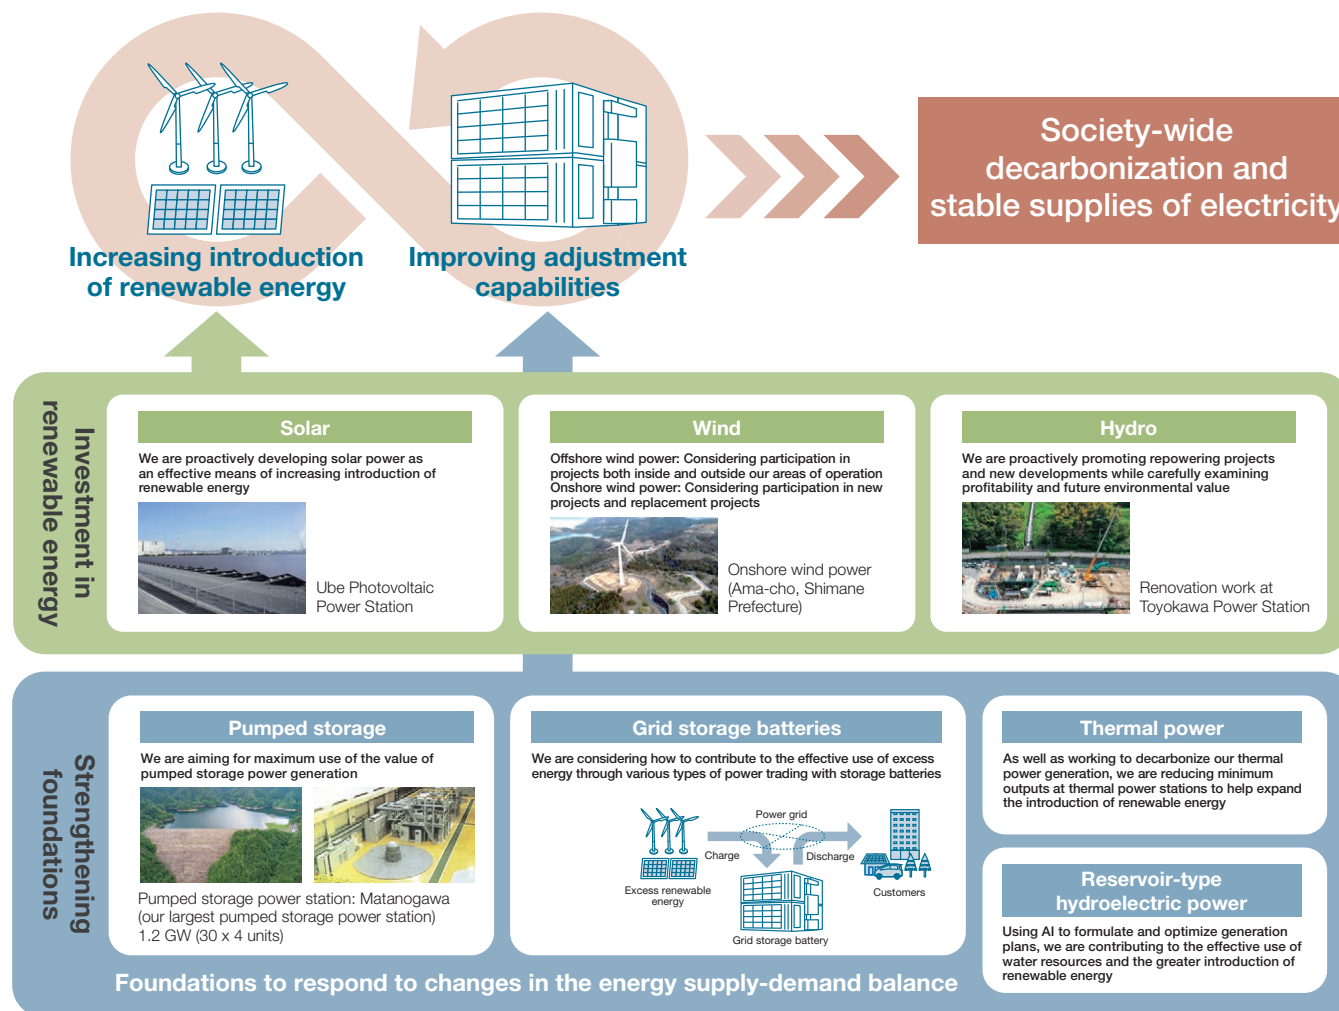 Society-wide
decarbonization and
stable supplies of electricity
Increasing introduction
of renewable energy
Improving adjustment
capabilities
Investment in
renewable energy
Solar
We are proactively developing solar power as
an effective means of increasing introduction of
renewable energy
Ube Photovoltaic
Power Station
Wind
Offshore wind power: Considering participation in
projects both inside and outside our areas of operation
Onshore wind power: Considering participation in new
projects and replacement projects
Onshore wind power
(Ama-cho, Shimane
Prefecture)
Hydro
We are proactively promoting repowering projects
and new developments while carefully examining
profitability and future environmental value
Renovation work at
Toyokawa Power Station
Strengthening
foundations
Pumped storage
We are aiming for maximum use of the value of
pumped storage power generation
Pumped storage power station: Matanogawa
(our largest pumped storage power station)
1.2 GW (30 x 4 units)
Grid storage batteries
We are considering how to contribute to the effective use of excess
energy through various types of power trading with storage batteries
Power grid
Charge
Discharge
Excess renewable
energy
Customers
Grid storage battery
Thermal power
As well as working to decarbonize our thermal
power generation, we are reducing minimum
outputs at thermal power stations to help expand
the introduction of renewable energy
Reservoir-type
hydroelectric power
Using AI to formulate and optimize generation
plans, we are contributing to the effective use of
water resources and the greater introduction of
renewable energy
Foundations to respond to changes in the energy supply-demand balance